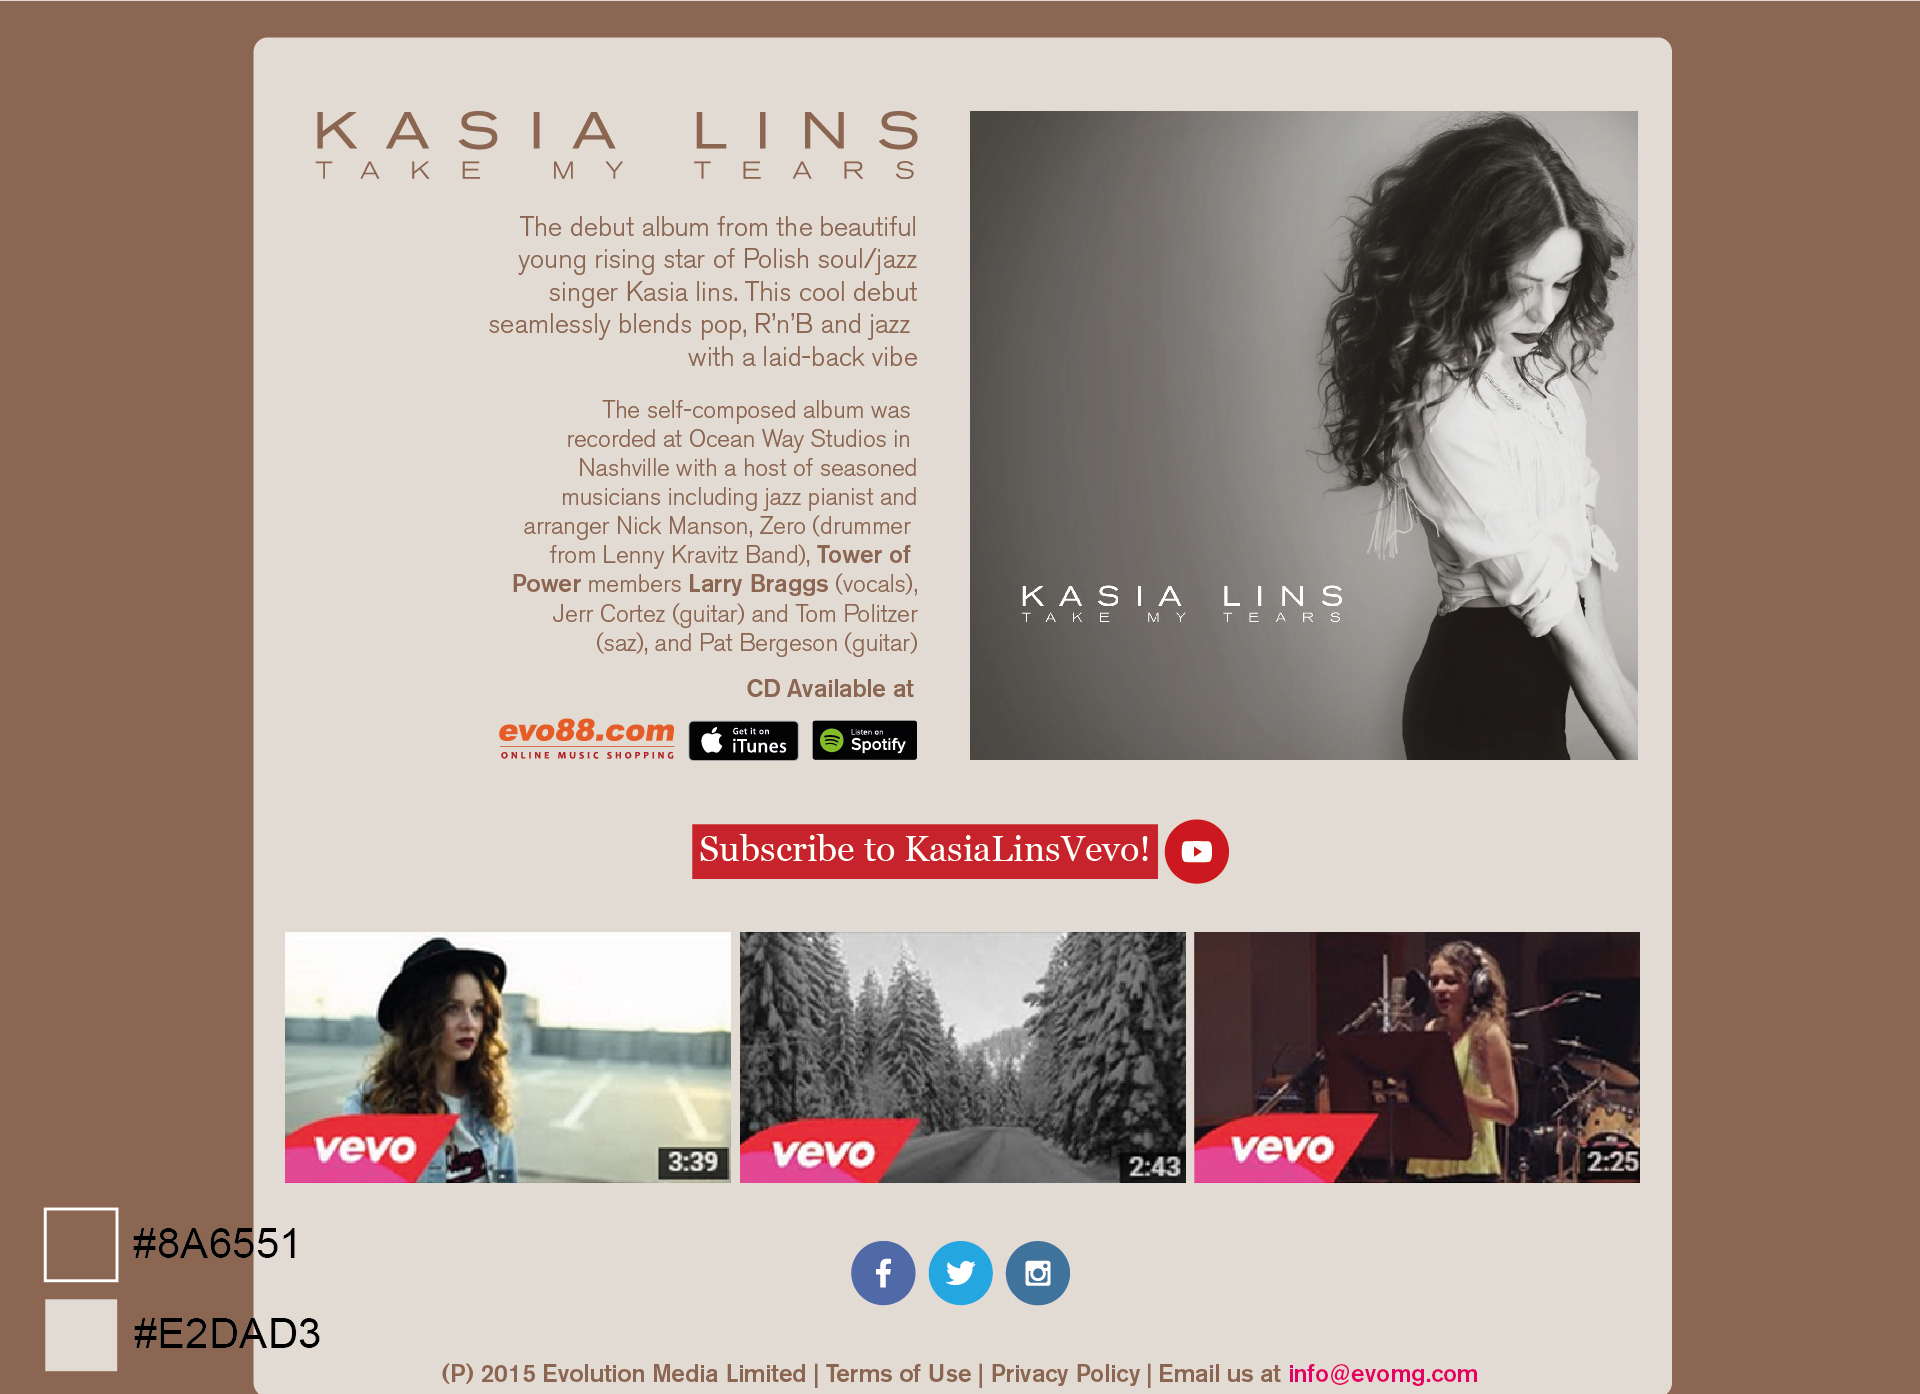 KASIA LINS
TAKE MY TEARS
The debut album from the beautiful
young rising star of Polish soul/jazz
singer Kasia lins. This cool debut
seamlessly blends pop, R’n’B and jazz
with a laid-back vibe
The self-composed album was
recorded at Ocean Way Studios in
Nashville with a host of seasoned
musicians including jazz pianist and
arranger Nick Manson, Zero (drummer
from Lenny Kravitz Band), Tower of
Power members Larry Braggs (vocals),
Jerr Cortez (guitar) and Tom Politzer
(saz), and Pat Bergeson (guitar)
CD Available at
evo88.com
ONLINE MUSIC SHOPPING
Get it on
iTunes
Listen on
Spotify
KASIA LINS
TAKE MY TEARS
Subscribe to KasiaLinsVevo!
vevo
3:39
vevo
2:43
vevo
2:25
#8A6551
#E2DAD3
(P) 2015 Evolution Media Limited | Terms of Use | Privacy Policy | Email us at info@evomg.com